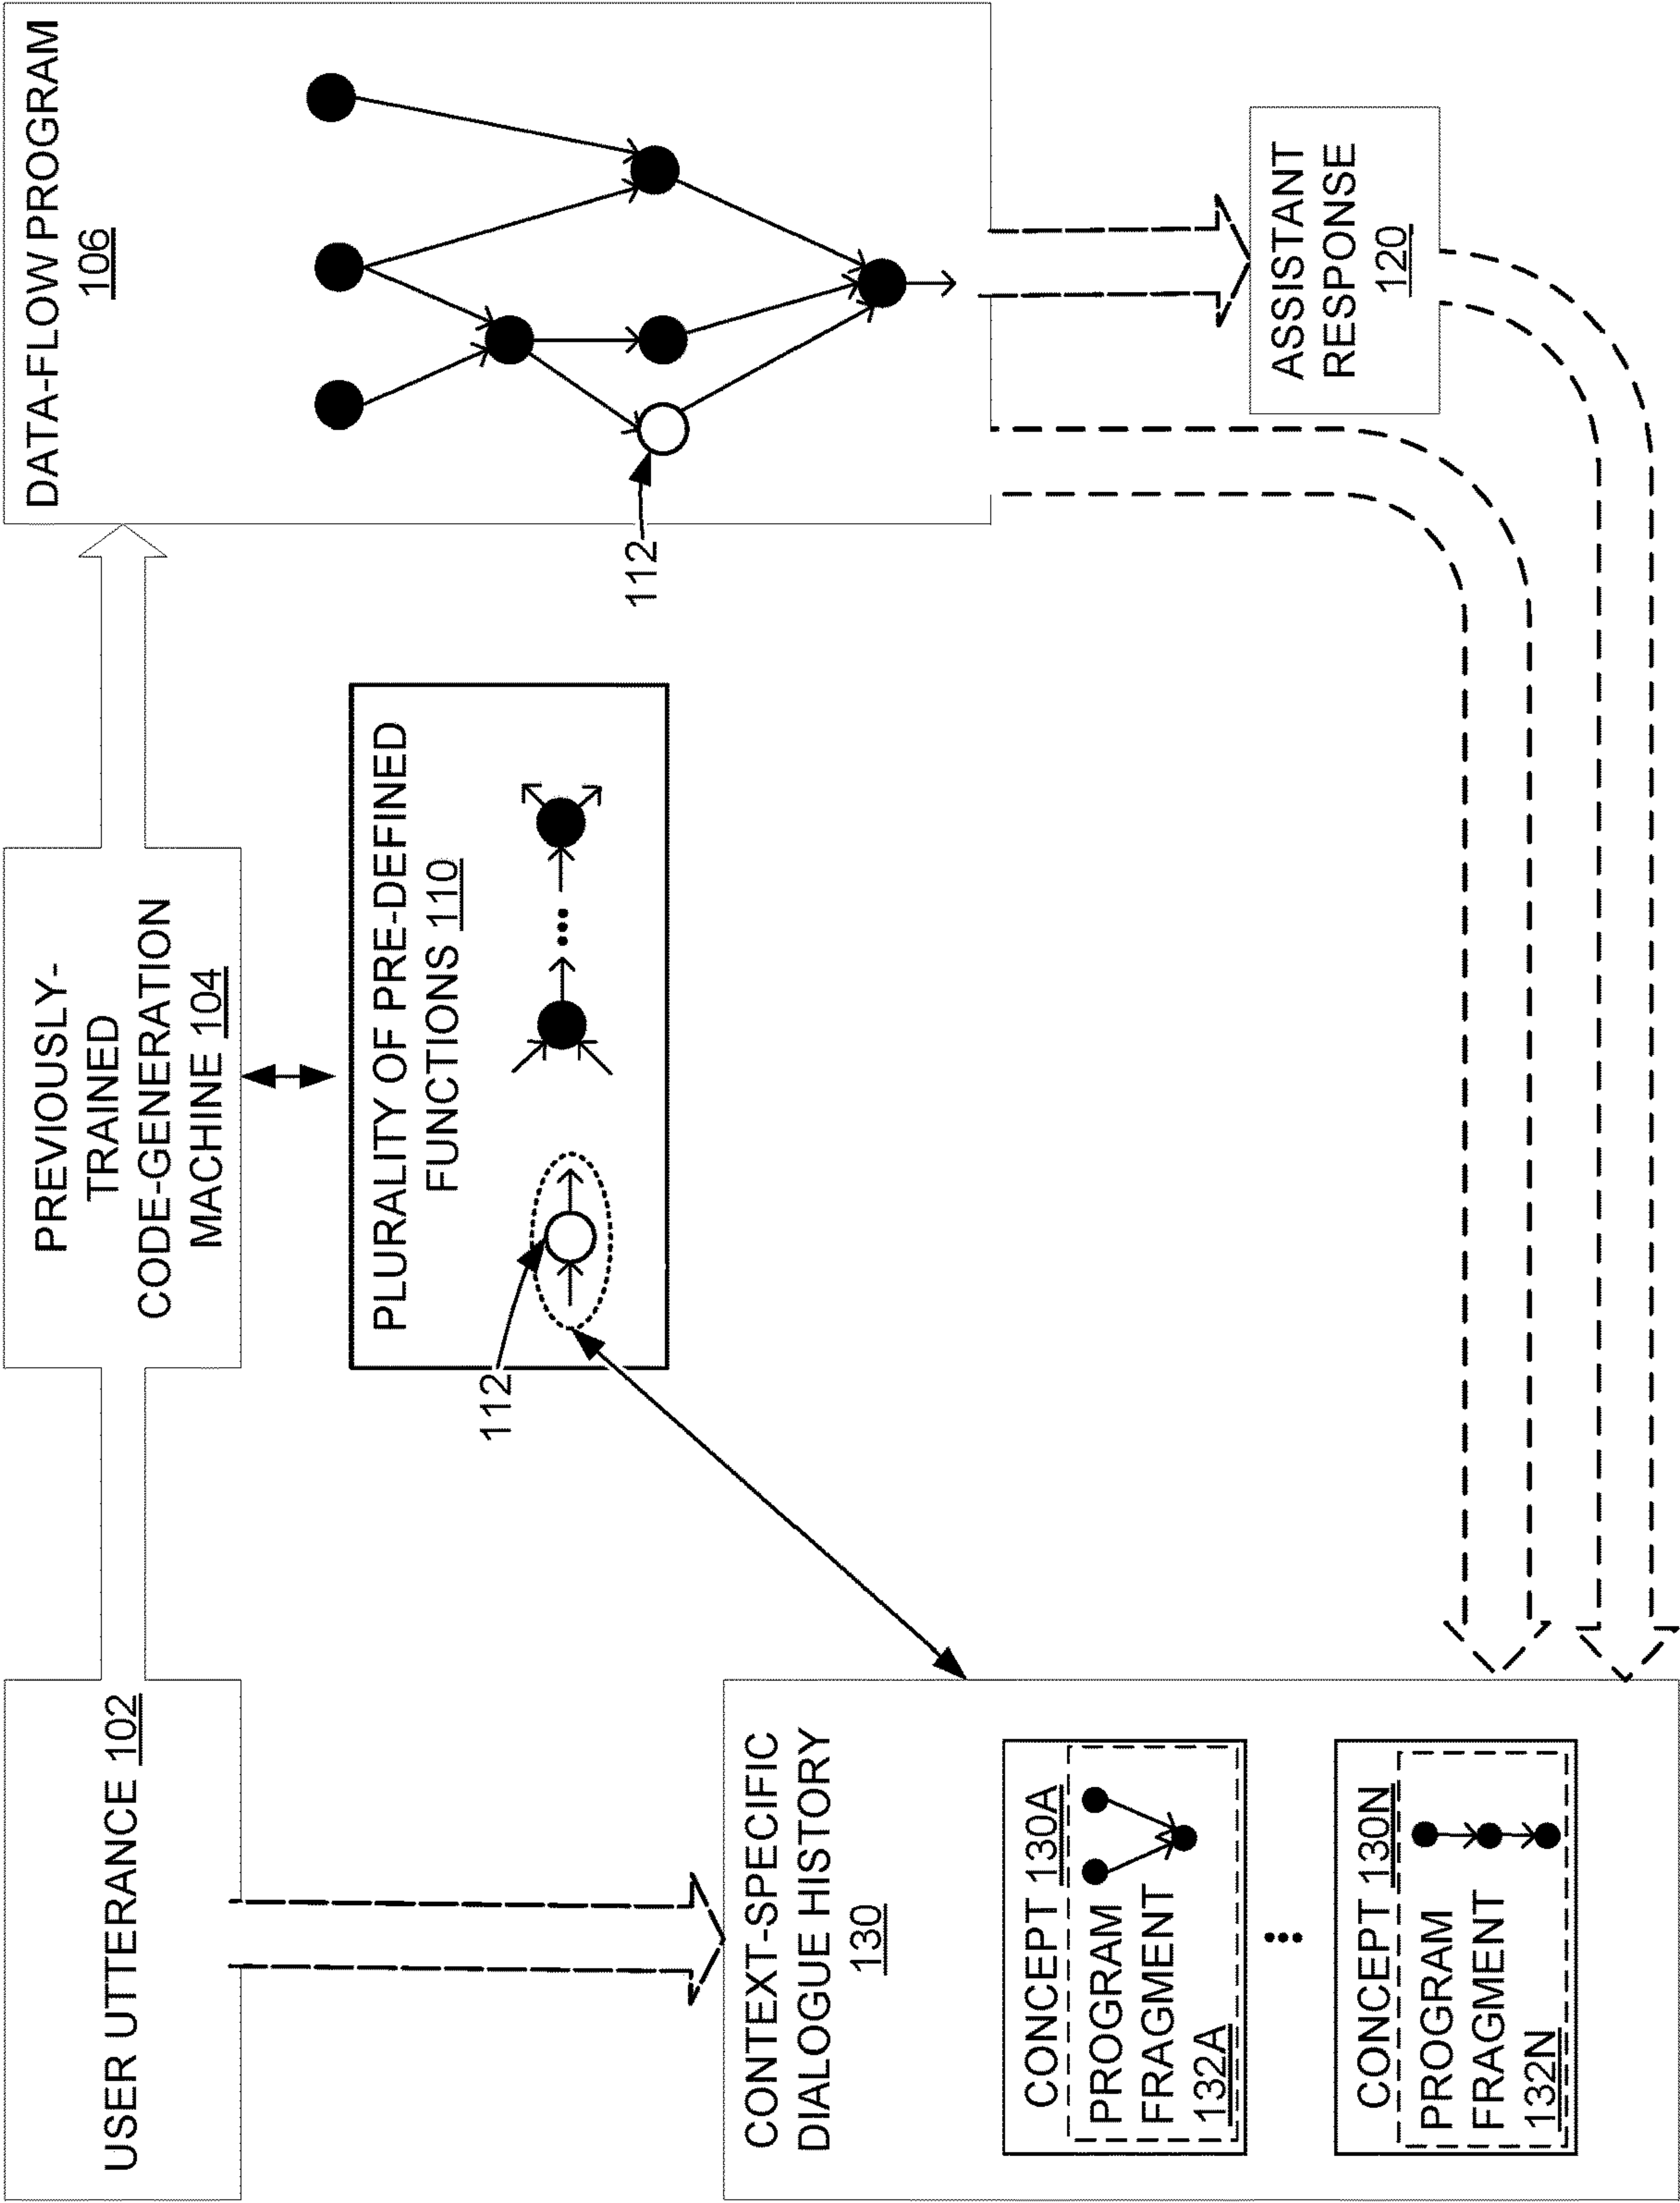 USER UTTERANCE 102
PREVIOUSLY-
TRAINED
CODE-GENERATION
MACHINE 104
DATA-FLOW PROGRAM
106
112
PLURALITY OF PRE-DEFINED
FUNCTIONS 110
112
CONTEXT-SPECIFIC
DIALOGUE HISTORY
130
CONCEPT 130A
PROGRAM
FRAGMENT
132A
CONCEPT 130N
PROGRAM
FRAGMENT
132N
ASSISTANT
RESPONSE
120